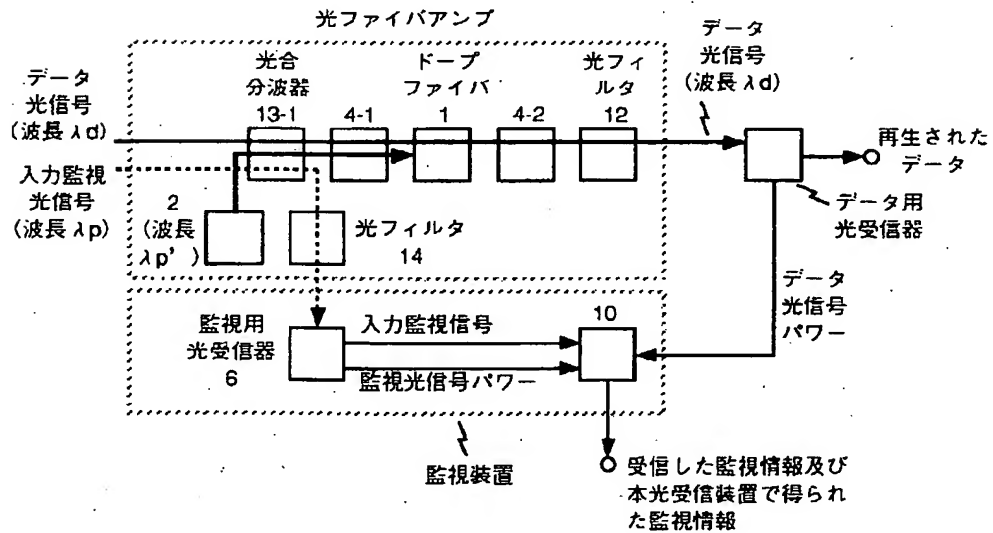 光ファイバアンプ
データ
光信号
(波長 λd)
光合
分波器
13-1
4-1
ドープ
ファイバ
1
4-2
光フィ
ルタ
12
データ
光信号
(波長 λd)
再生された
データ
入力監視
光信号
(波長 λp)
2
(波長
λp' )
光フィルタ
14
データ用
光受信器
データ
光信号
パワー
監視用
光受信器
6
入力監視信号
監視光信号パワー
10
監視装置
受信した監視情報及び
本光受信装置で得られ
た監視情報